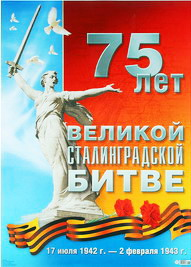 75
ЛЕТ
ВЕЛИКОЙ
СТАЛИНГРАДСКОЙ
БИТВЕ
17 июля 1942 г. — 2 февраля 1943 г.